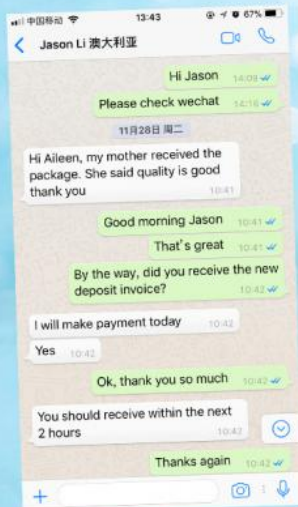 中国移动 13:43 67%
Jason Li 澳大利亚
Hi Jason 14:09
Please check wechat 14:16
11月28日 周二
Hi Aileen, my mother received the
package. She said quality is good
thank you 10:41
Good morning Jason 10:41
That's great 10:41
By the way, did you receive the new
deposit invoice? 10:42
I will make payment today 10:42
Yes 10:42
Ok, thank you so much 10:42
You should receive within the next
2 hours 10:42
Thanks again 10:42